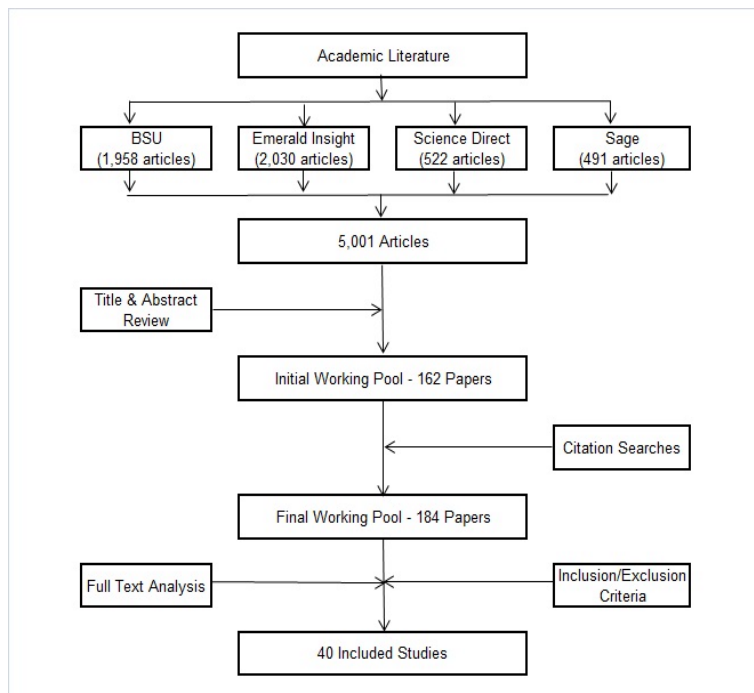 Academic Literature
BSU
(1,958 articles)
Emerald Insight
(2,030 articles)
Science Direct
(522 articles)
Sage
(491 articles)
5,001 Articles
Title & Abstract
Review
Initial Working Pool - 162 Papers
Citation Searches
Final Working Pool - 184 Papers
Full Text Analysis
Inclusion/Exclusion
Criteria
40 Included Studies